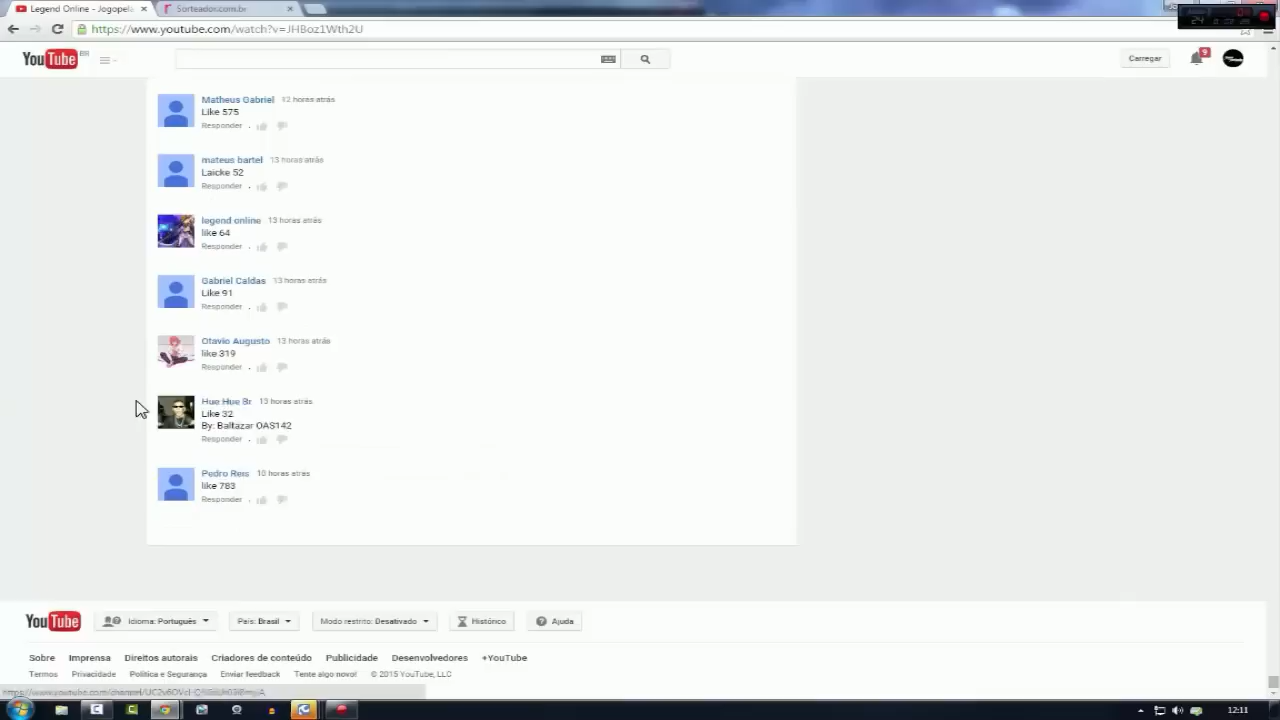 Legend Online - Jogopela
Sorteador.com.br
https://www.youtube.com/watch?v=JHBoz1Wth2U
YouTube BR
Carregar
9
Matheus Gabriel 12 horas atrás
Like 575
Responder
mateus bartel 13 horas atrás
Laicke 52
Responder
legend online 13 horas atrás
like 64
Responder
Gabriel Caldas 13 horas atrás
Like 91
Responder
Otavio Augusto 13 horas atrás
like 319
Responder
Hue Hue Br 13 horas atrás
Like 32
By: Baltazar OAS142
Responder
Pedro Reis 10 horas atrás
like 783
Responder
YouTube
Idioma: Português
País: Brasil
Modo restrito: Desativado
Histórico
Ajuda
Sobre Imprensa Direitos autorais Criadores de conteúdo Publicidade Desenvolvedores +YouTube
Termos Privacidade Política e Segurança Enviar feedback Tente algo novo! © 2015 YouTube, LLC
12:11